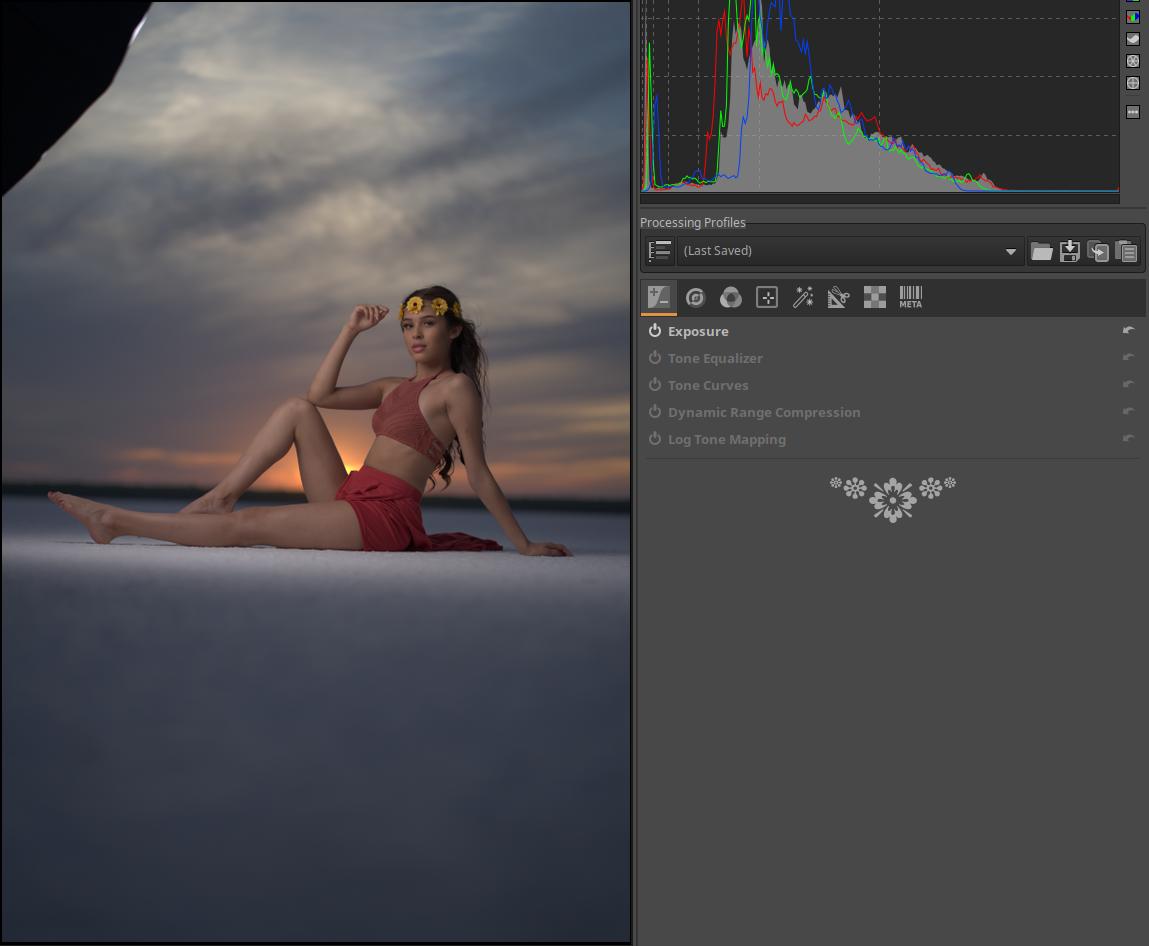 Processing Profiles
(Last Saved)
META
Exposure
Tone Equalizer
Tone Curves
Dynamic Range Compression
Log Tone Mapping